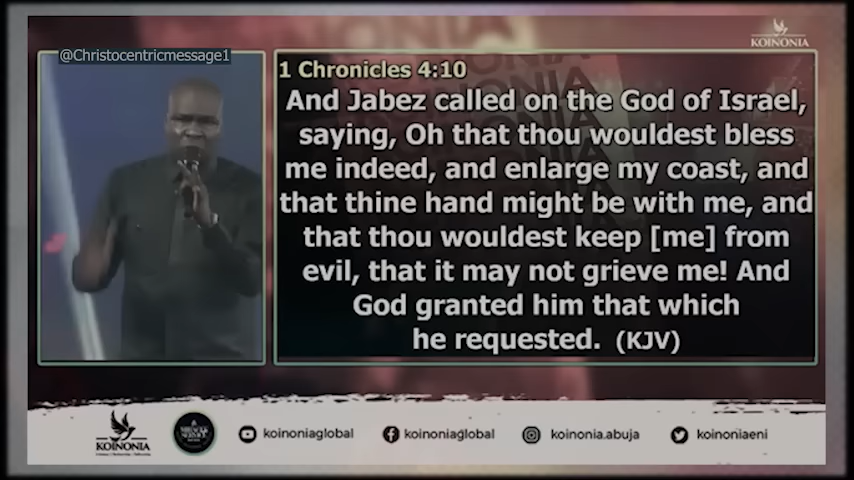 @Christocentricmessage1
KOINONIA
1 Chronicles 4:10
And Jabez called on the God of Israel,
saying, Oh that thou wouldest bless
me indeed, and enlarge my coast, and
that thine hand might be with me, and
that thou wouldest keep [me] from
evil, that it may not grieve me! And
God granted him that which
he requested. (KJV)
KOINONIA
MIRACLE
SERVICE
koinoniaglobal
koinoniaglobal
koinonia.abuja
koinoniaeni